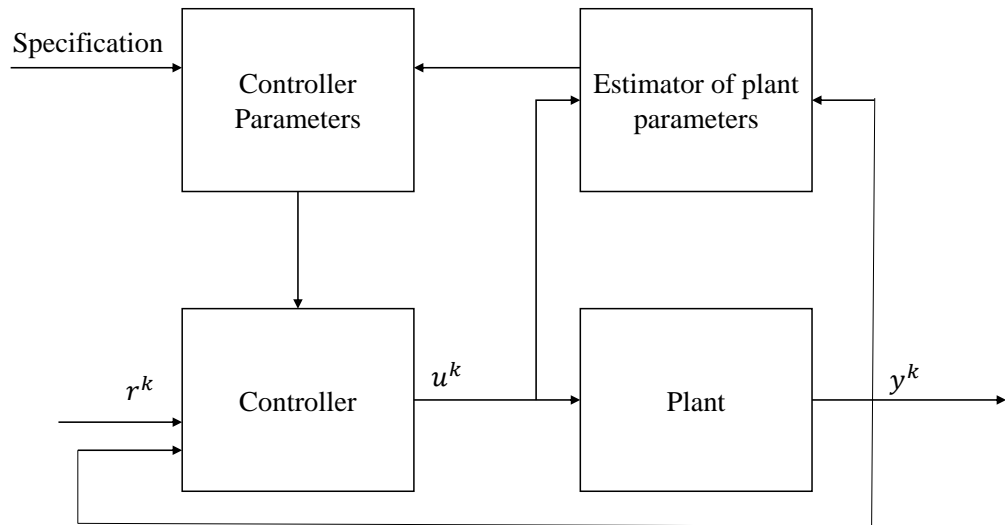 Specification
Controller
Parameters
Estimator of plant
parameters
r^k
Controller
u^k
Plant
y^k